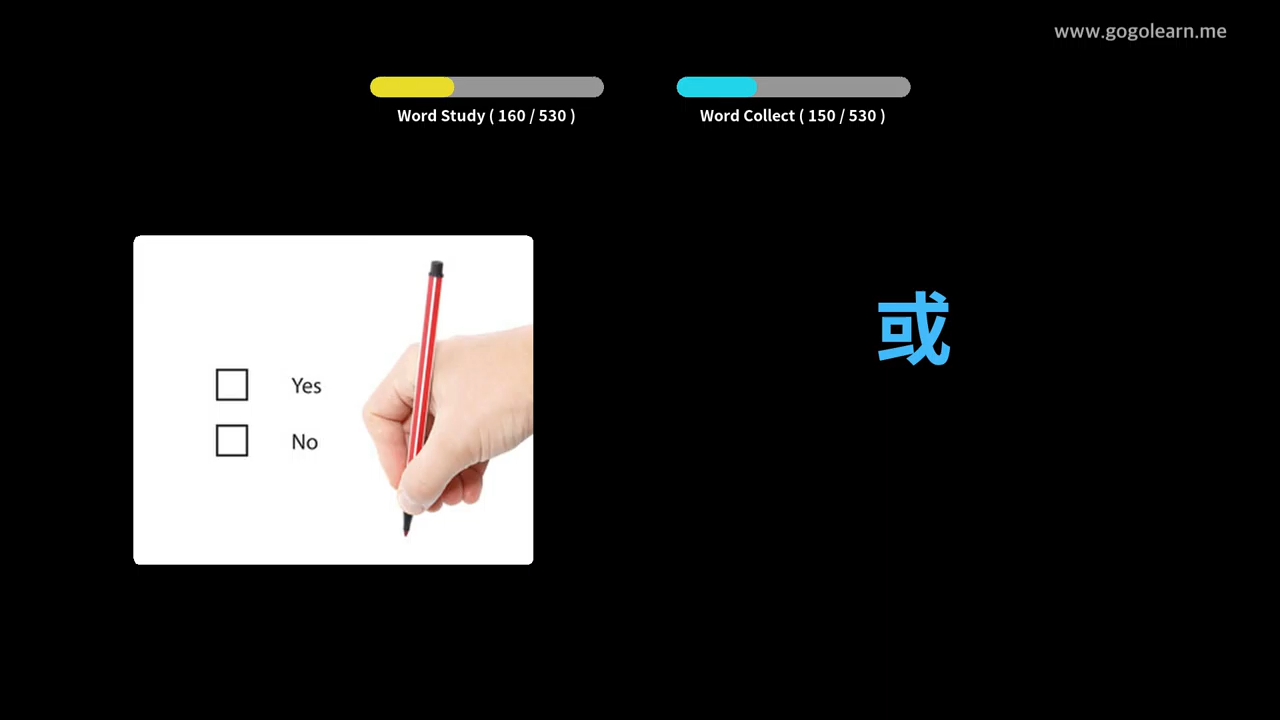 www.gogolearn.me
Word Study ( 160 / 530 )
Word Collect ( 150 / 530 )
Yes
No
或